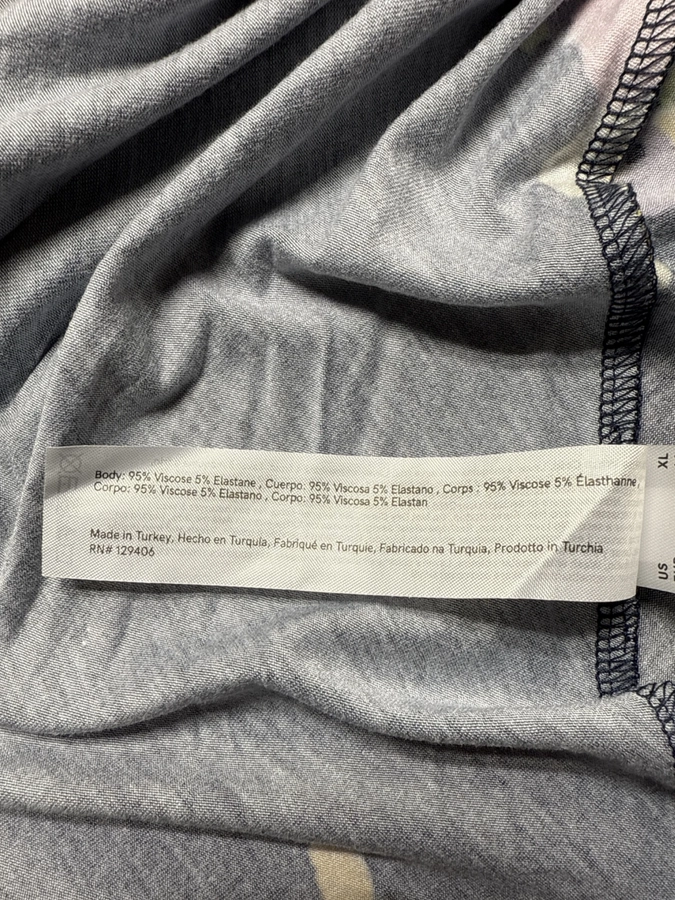 Body: 95% Viscose 5% Elastane , Cuerpo: 95% Viscosa 5% Elastano , Corps : 95% Viscose 5% Élasthanne,
Corpo: 95% Viscose 5% Elastano , Corpo: 95% Viscosa 5% Elastan
Made in Turkey, Hecho en Turquía, Fabriqué en Turquie, Fabricado na Turquia, Prodotto in Turchia
RN# 129406
XL
US